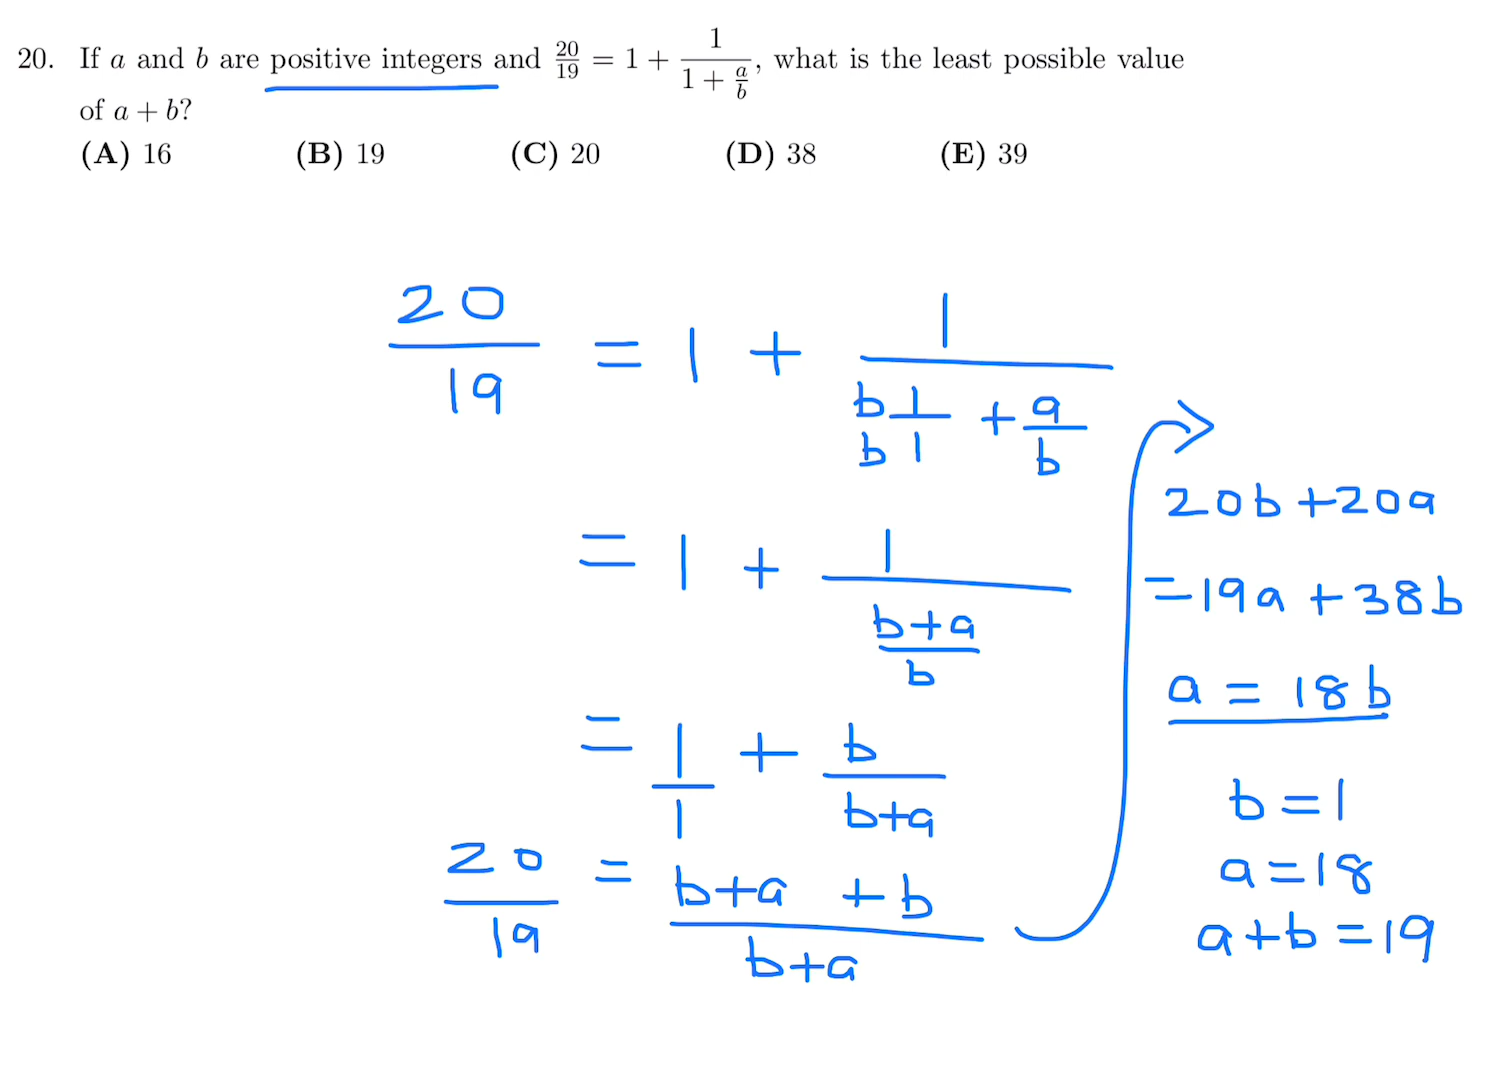 20. If a and b are positive integers and 20/19 = 1 + 1/(1 + a/b), what is the least possible value
of a + b?
(A) 16 (B) 19 (C) 20 (D) 38 (E) 39
20/19 = 1 + 1/(b1/b1 + a/b)
= 1 + 1/((b+a)/b)
= 1/1 + b/(b+a)
20/19 = (b+a +b)/(b+a)
20b+20a
=19a+38b
a = 18b
b=1
a=18
a+b=19